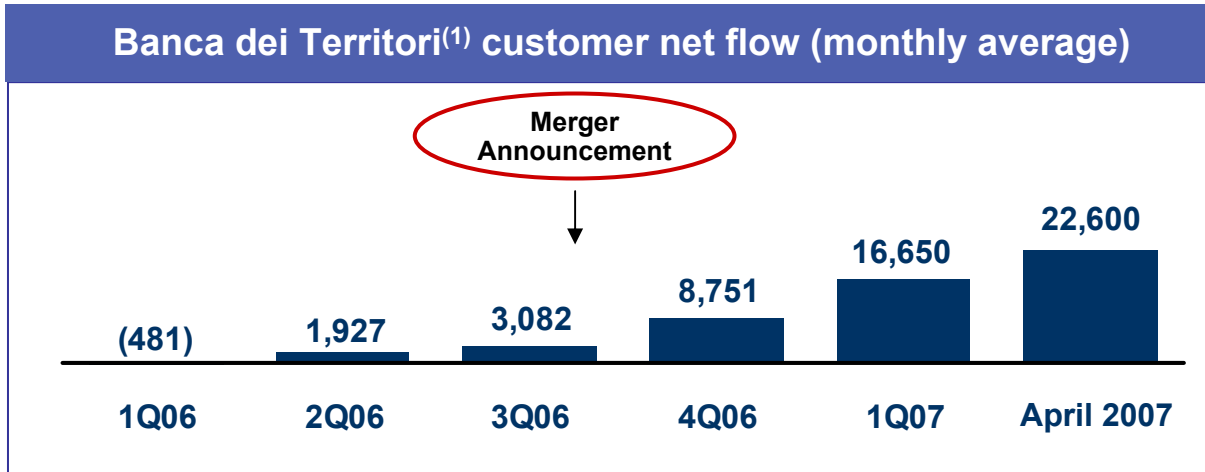 Banca dei Territori(1) customer net flow (monthly average)
Merger
Announcement
(481)
1,927
3,082
8,751
16,650
22,600
1Q06
2Q06
3Q06
4Q06
1Q07
April 2007